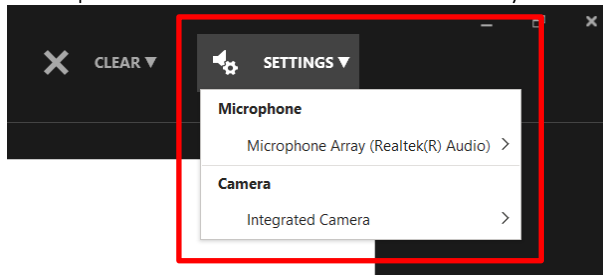 CLEAR ▼
SETTINGS ▼
Microphone
Microphone Array (Realtek(R) Audio) >
Camera
Integrated Camera >